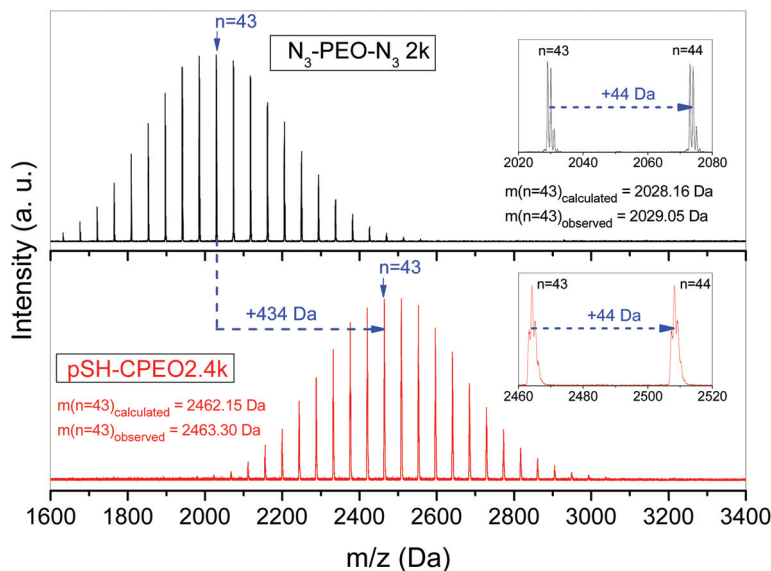 n=43
N3-PEO-N3 2k
n=43 n=44
+44 Da
2020 2040 2060 2080
m(n=43)calculated = 2028.16 Da
m(n=43)observed = 2029.05 Da
Intensity (a. u.)
n=43
+434 Da
n=43 n=44
+44 Da
2460 2480 2500 2520
pSH-CPEO2.4k
m(n=43)calculated = 2462.15 Da
m(n=43)observed = 2463.30 Da
1600 1800 2000 2200 2400 2600 2800 3000 3200 3400
m/z (Da)